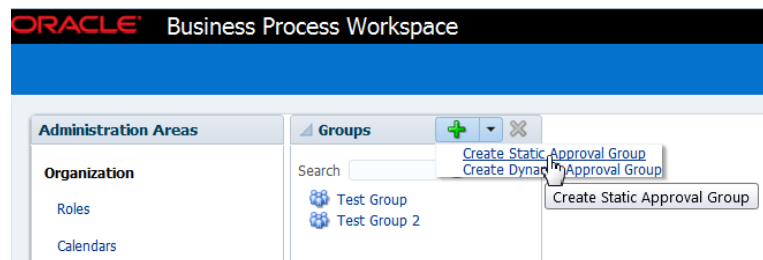 ORACLE Business Process Workspace
Administration Areas
Organization
Roles
Calendars
Groups
Create Static Approval Group
Create Dynamic Approval Group
Search
Test Group
Test Group 2
Create Static Approval Group